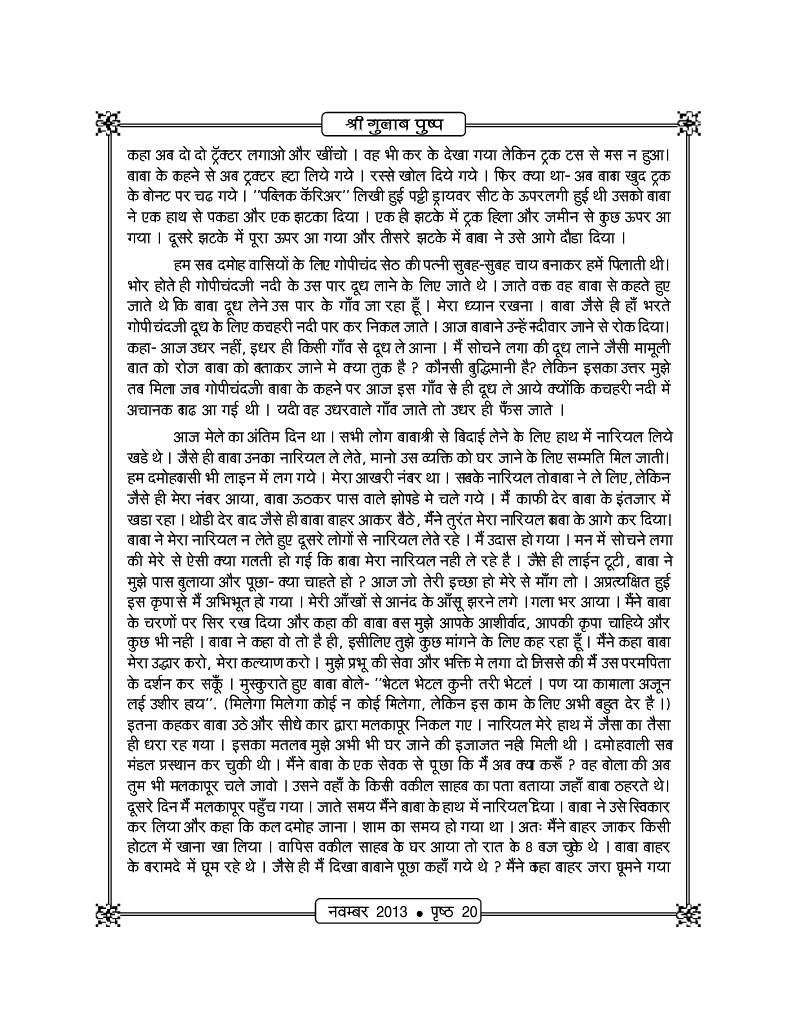 श्री गुलाब पुष्प
कहा अब दो दो ट्रॅक्टर लगाओ और खींचो । वह भी कर के देखा गया लेकिन ट्रक टस से मस न हुआ।
बाबा के कहने से अब ट्रक्टर हटा लिये गये । रस्से खोल दिये गये । फिर क्या था- अब बाबा खुद ट्रक
के बोनट पर चढ गये । ''पब्लिक कॅरिअर'' लिखी हुई पट्टी ड्रायवर सीट के ऊपरलगी हुई थी उसको बाबा
ने एक हाथ से पकडा और एक झटका दिया । एक ही झटके में ट्रक हिला और जमीन से कुछ ऊपर आ
गया । दूसरे झटके में पूरा ऊपर आ गया और तीसरे झटके में बाबा ने उसे आगे दौडा दिया ।
हम सब दमोह वासियों के लिए गोपीचंद सेठ की पत्नी सुबह-सुबह चाय बनाकर हमें पिलाती थी।
भोर होते ही गोपीचंदजी नदी के उस पार दूध लाने के लिए जाते थे । जाते वक्त वह बाबा से कहते हुए
जाते थे कि बाबा दूध लेने उस पार के गाँव जा रहा हूँ । मेरा ध्यान रखना । बाबा जैसे ही हाँ भरते
गोपीचंदजी दूध के लिए कचहरी नदी पार कर निकल जाते । आज बाबाने उन्हें नदीवार जाने से रोक दिया।
कहा- आज उधर नहीं, इधर ही किसी गाँव से दूध ले आना । मैं सोचने लगा की दूध लाने जैसी मामूली
बात को रोज बाबा को बताकर जाने मे क्या तुक है ? कौनसी बुद्धिमानी है? लेकिन इसका उत्तर मुझे
तब मिला जब गोपीचंदजी बाबा के कहने पर आज इस गाँव से ही दूध ले आये क्योंकि कचहरी नदी में
अचानक बाढ आ गई थी । यदी वह उधरवाले गाँव जाते तो उधर ही फँस जाते ।
आज मेले का अंतिम दिन था । सभी लोग बाबाश्री से बिदाई लेने के लिए हाथ में नारियल लिये
खडे थे । जैसे ही बाबा उनका नारियल ले लेते, मानो उस व्यक्ति को घर जाने के लिए सम्मति मिल जाती।
हम दमोहवासी भी लाइन में लग गये । मेरा आखरी नंबर था । सबके नारियल तो बाबा ने ले लिए, लेकिन
जैसे ही मेरा नंबर आया, बाबा ऊठकर पास वाले झोपडे मे चले गये । मैं काफी देर बाबा के इंतजार में
खडा रहा । थोडी देर बाद जैसे ही बाबा बाहर आकर बैठे, मैंने तुरंत मेरा नारियल बाबा के आगे कर दिया।
बाबा ने मेरा नारियल न लेते हुए दूसरे लोगों से नारियल लेते रहे । मैं उदास हो गया । मन में सोचने लगा
की मेरे से ऐसी क्या गलती हो गई कि बाबा मेरा नारियल नही ले रहे है । जैसे ही लाईन टूटी, बाबा ने
मुझे पास बुलाया और पूछा- क्या चाहते हो ? आज जो तेरी इच्छा हो मेरे से माँग लो । अप्रत्यक्षित हुई
इस कृपा से मैं अभिभूत हो गया । मेरी आँखों से आनंद के आँसू झरने लगे । गला भर आया । मैंने बाबा
के चरणों पर सिर रख दिया और कहा की बाबा बस मुझे आपके आशीर्वाद, आपकी कृपा चाहिये और
कुछ भी नही । बाबा ने कहा वो तो है ही, इसीलिए तुझे कुछ मांगने के लिए कह रहा हूँ । मैंने कहा बाबा
मेरा उद्धार करो, मेरा कल्याण करो । मुझे प्रभू की सेवा और भक्ति मे लगा दो जिससे की मैं उस परमपिता
के दर्शन कर सकूँ । मुस्कुराते हुए बाबा बोले- ''भेटल भेटल कुनी तरी भेटलं । पण या कामाला अजून
लई उशीर हाय''. (मिलेगा मिलेगा कोई न कोई मिलेगा, लेकिन इस काम के लिए अभी बहुत देर है ।)
इतना कहकर बाबा उठे और सीधे कार द्वारा मलकापूर निकल गए । नारियल मेरे हाथ में जैसा का तैसा
ही धरा रह गया । इसका मतलब मुझे अभी भी घर जाने की इजाजत नही मिली थी । दमोहवाली सब
मंडल प्रस्थान कर चुकी थी । मैंने बाबा के एक सेवक से पूछा कि मैं अब क्या करूँ ? वह बोला की अब
तुम भी मलकापूर चले जावो । उसने वहाँ के किसी वकील साहब का पता बताया जहाँ बाबा ठहरते थे।
दूसरे दिन मैं मलकापूर पहुँच गया । जाते समय मैंने बाबा के हाथ में नारियल दिया । बाबा ने उसे स्विकार
कर लिया और कहा कि कल दमोह जाना । शाम का समय हो गया था । अतः मैंने बाहर जाकर किसी
होटल में खाना खा लिया । वापिस वकील साहब के घर आया तो रात के 8 बज चुके थे । बाबा बाहर
के बरामदे में घूम रहे थे । जैसे ही मैं दिखा बाबाने पूछा कहाँ गये थे ? मैंने कहा बाहर जरा घूमने गया
नवम्बर 2013 ● पृष्ठ 20